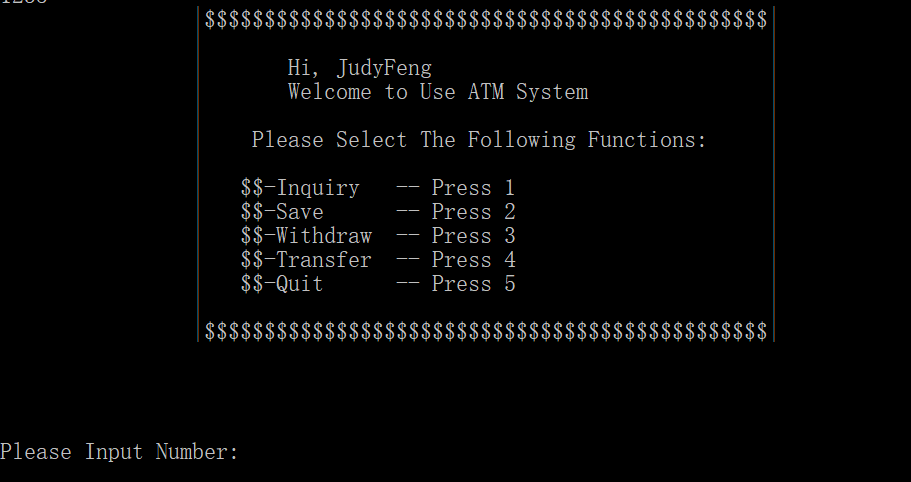 $$$$$$$$$$$$$$$$$$$$$$$$$$$$$$$$$$$$$$$$$$$$$$$
Hi, JudyFeng
Welcome to Use ATM System
Please Select The Following Functions:
$$-Inquiry -- Press 1
$$-Save -- Press 2
$$-Withdraw -- Press 3
$$-Transfer -- Press 4
$$-Quit -- Press 5
$$$$$$$$$$$$$$$$$$$$$$$$$$$$$$$$$$$$$$$$$$$$$$$
Please Input Number: